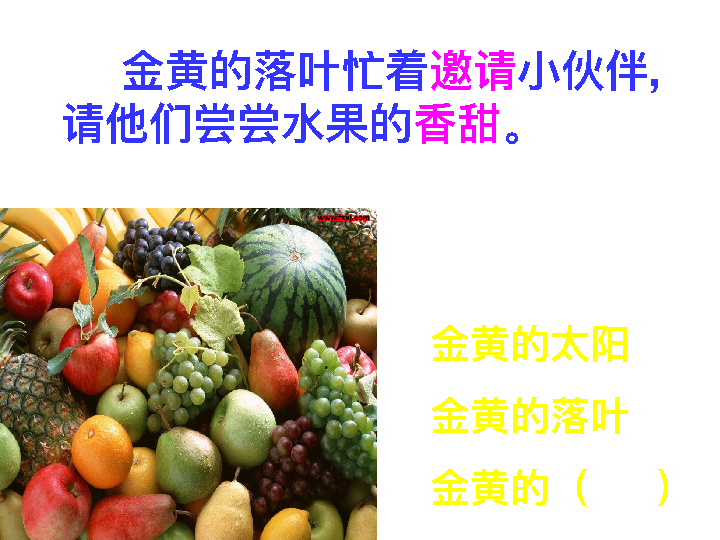 金黄的落叶忙着邀请小伙伴，
请他们尝尝水果的香甜。
金黄的太阳
金黄的落叶
金黄的（　　）